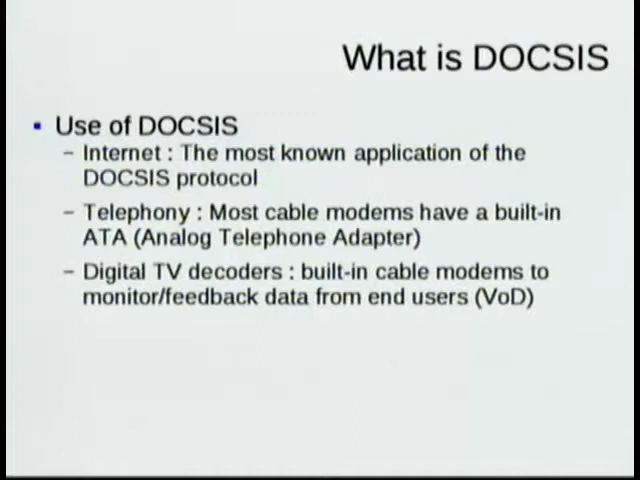 What is DOCSIS
▪ Use of DOCSIS
– Internet : The most known application of the
DOCSIS protocol
– Telephony : Most cable modems have a built-in
ATA (Analog Telephone Adapter)
– Digital TV decoders : built-in cable modems to
monitor/feedback data from end users (VoD)